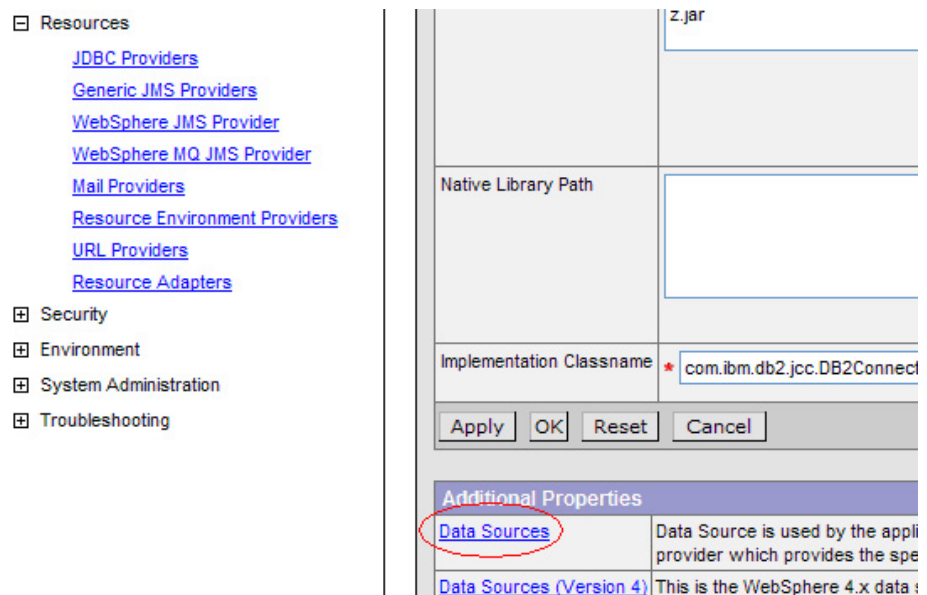 Resources
JDBC Providers
Generic JMS Providers
WebSphere JMS Provider
WebSphere MQ JMS Provider
Mail Providers
Resource Environment Providers
URL Providers
Resource Adapters
Security
Environment
System Administration
Troubleshooting
z.jar
Native Library Path
Implementation Classname * com.ibm.db2.jcc.DB2Connect
Apply OK Reset Cancel
Additional Properties
Data Sources Data Source is used by the appli
provider which provides the spe
Data Sources (Version 4) This is the WebSphere 4.x data